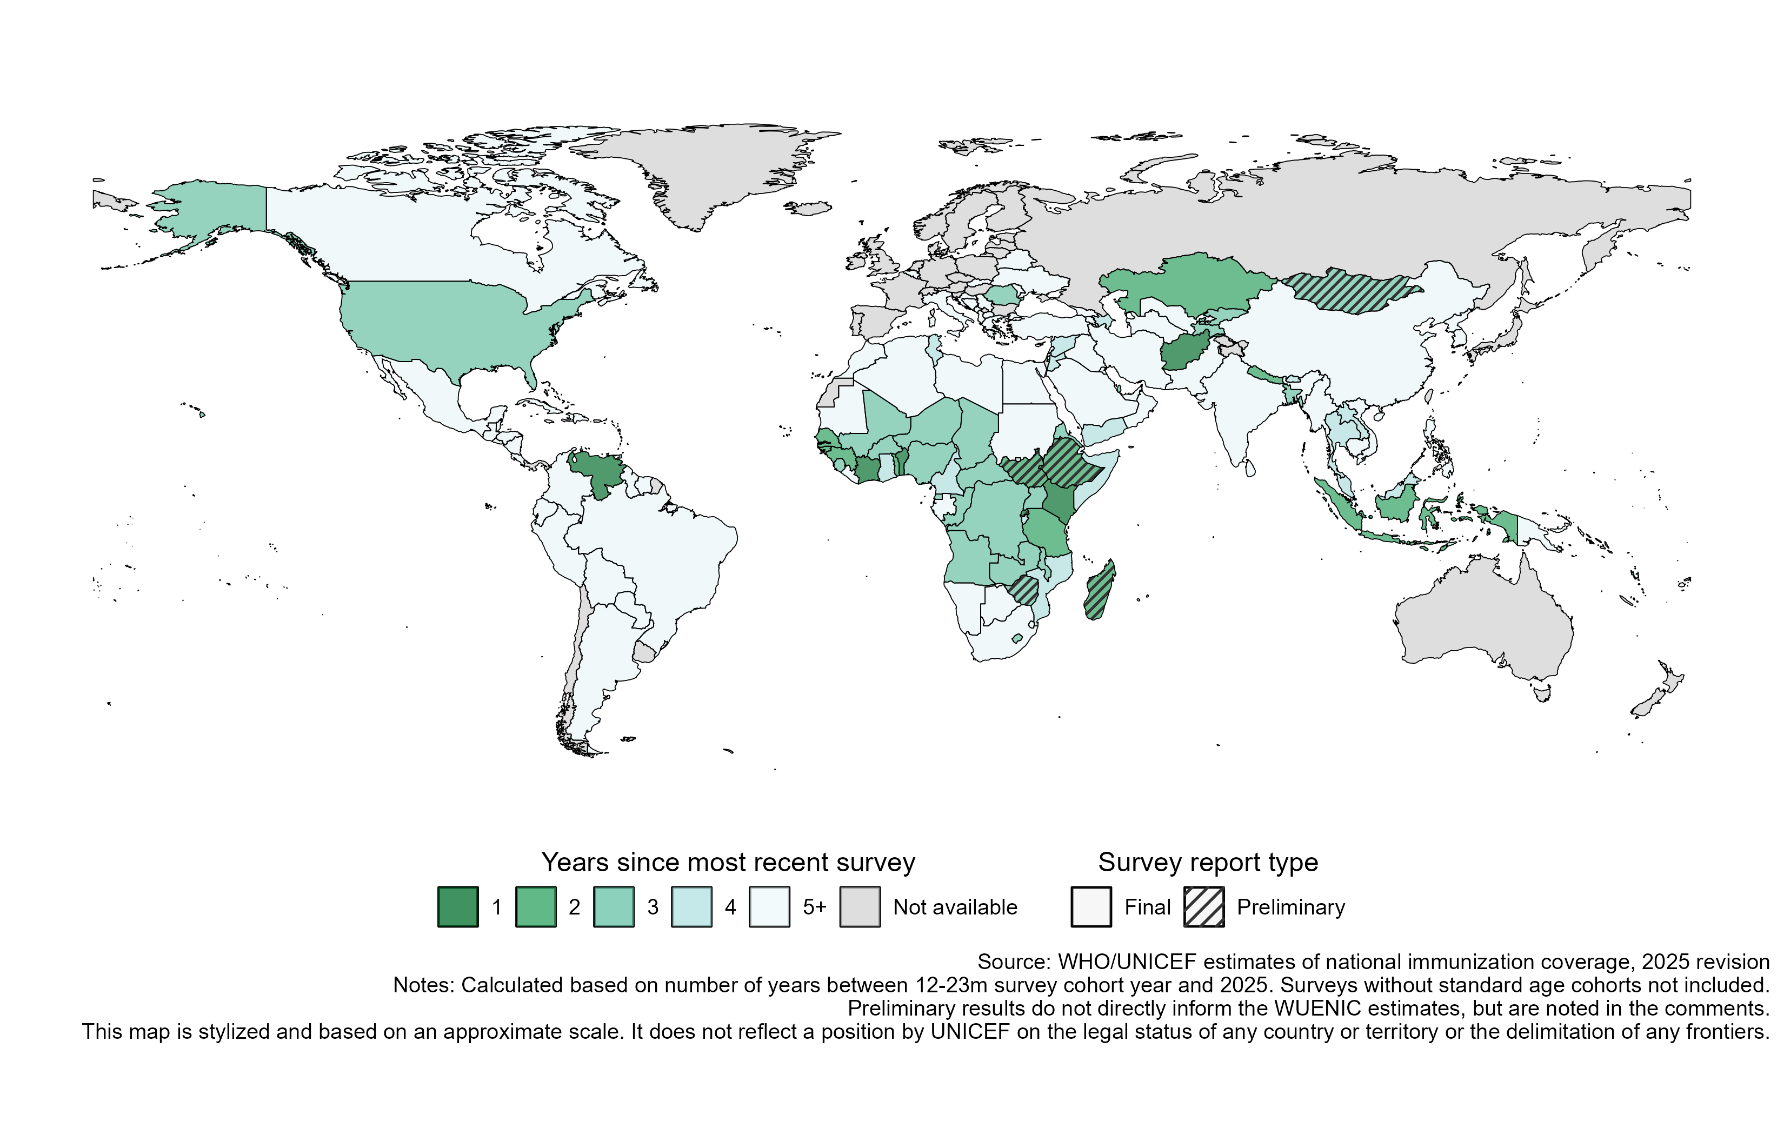 Years since most recent survey
Survey report type
1 2 3 4 5+ Not available
Final Preliminary
Source: WHO/UNICEF estimates of national immunization coverage, 2025 revision
Notes: Calculated based on number of years between 12-23m survey cohort year and 2025. Surveys without standard age cohorts not included.
Preliminary results do not directly inform the WUENIC estimates, but are noted in the comments.
This map is stylized and based on an approximate scale. It does not reflect a position by UNICEF on the legal status of any country or territory or the delimitation of any frontiers.